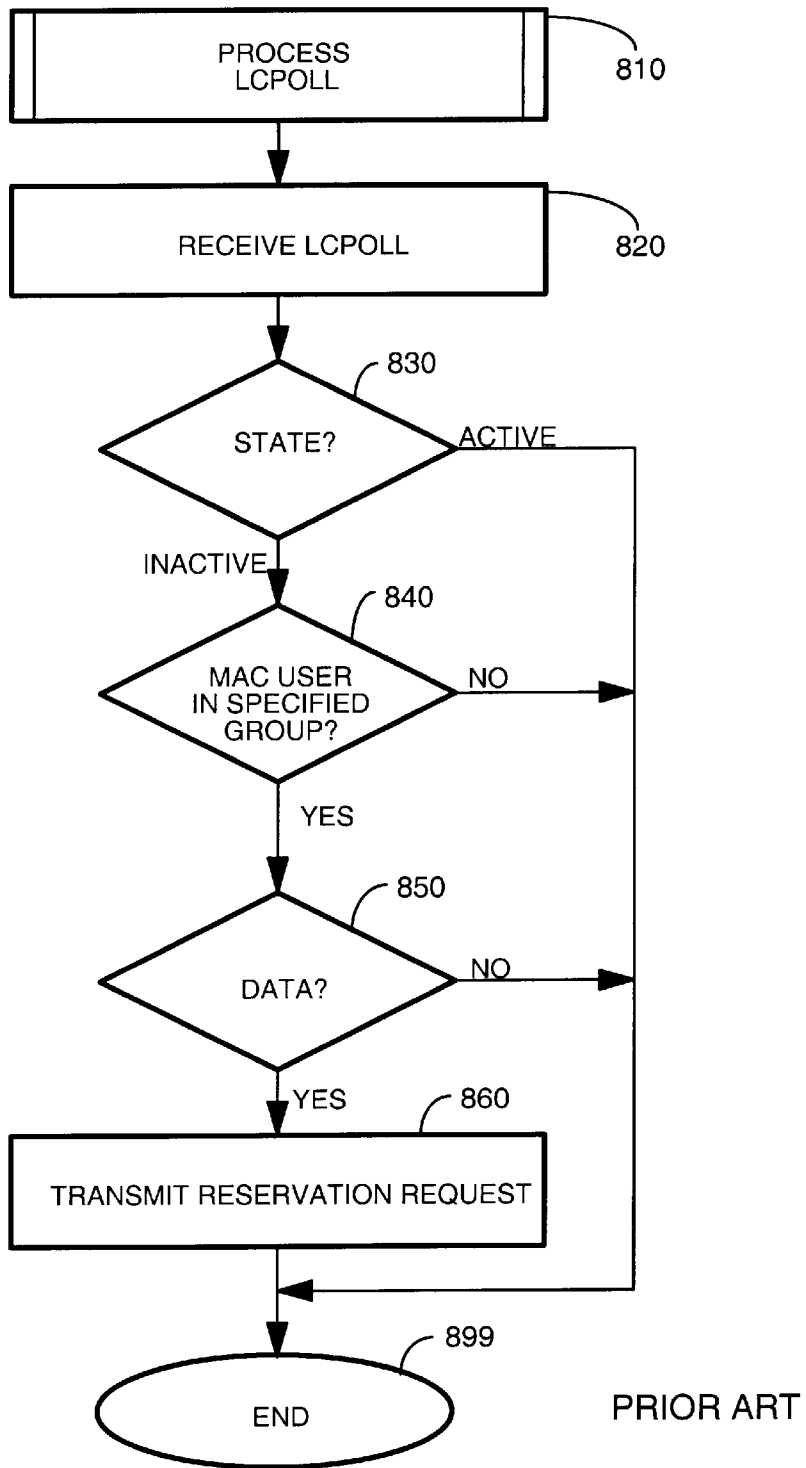 PROCESS
LCPOLL
810
RECEIVE LCPOLL
820
830
STATE?
ACTIVE
INACTIVE
840
MAC USER
IN SPECIFIED
GROUP?
NO
YES
850
DATA?
NO
YES
860
TRANSMIT RESERVATION REQUEST
899
END
PRIOR ART